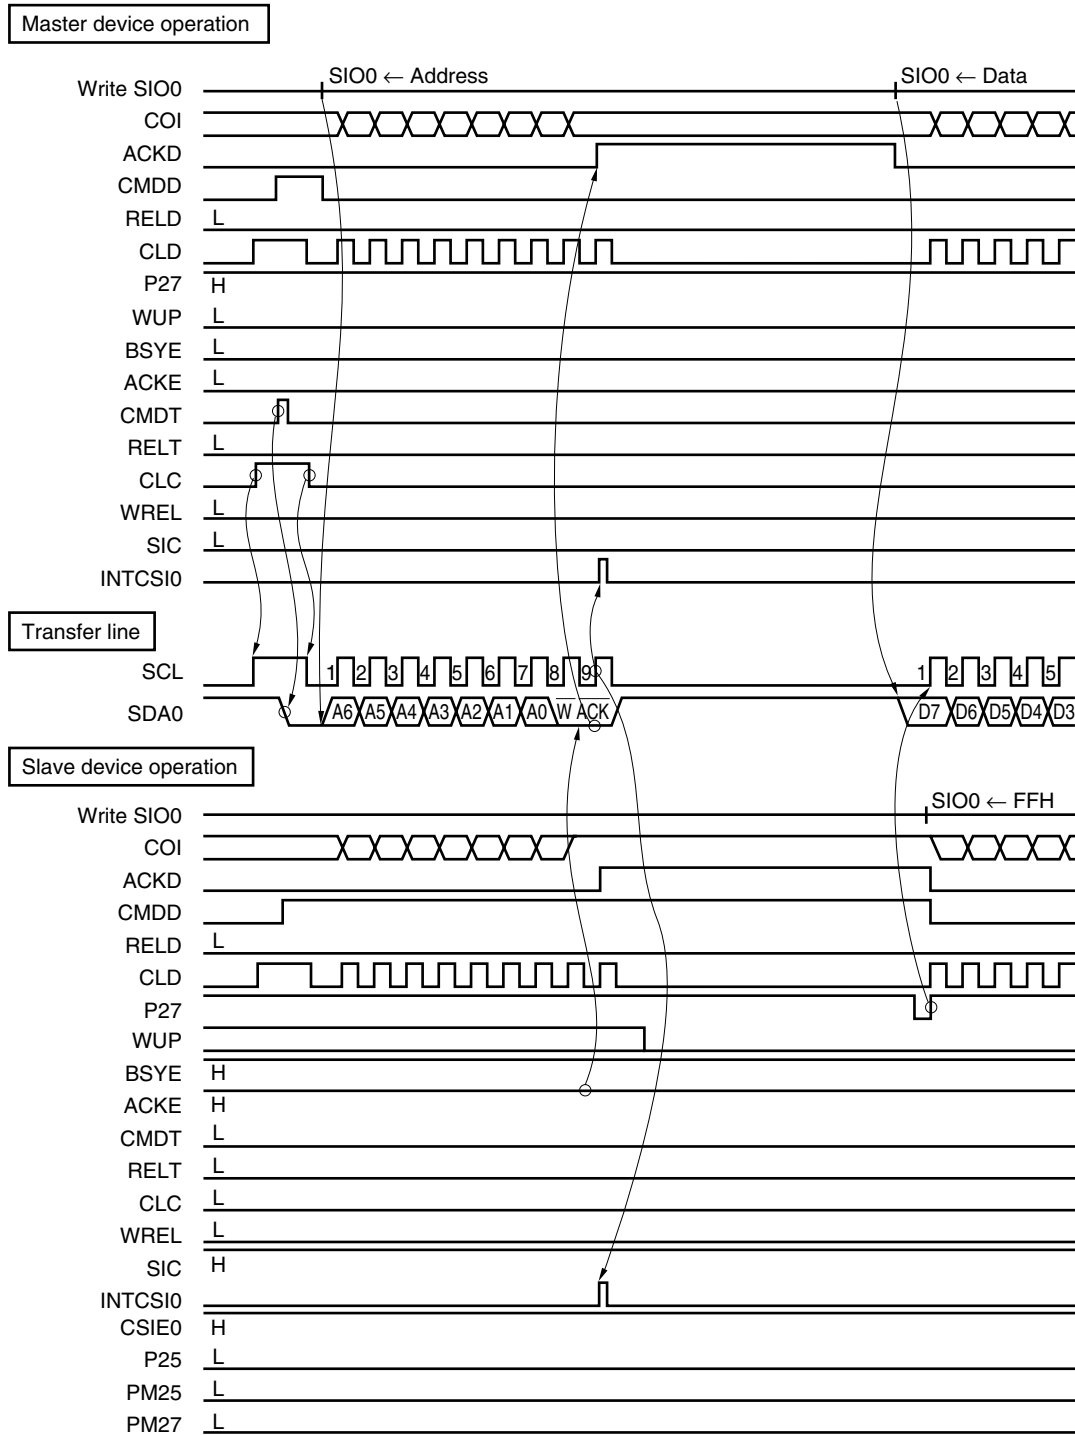 Master device operation
Write SIO0 SIO0 ← Address SIO0 ← Data
COI
ACKD
CMDD
RELD L
CLD
P27 H
WUP L
BSYE L
ACKE L
CMDT
RELT L
CLC
WREL L
SIC L
INTCSI0
Transfer line
SCL 1 2 3 4 5 6 7 8 9 1 2 3 4 5
SDA0 A6 A5 A4 A3 A2 A1 A0 W ACK D7 D6 D5 D4 D3
Slave device operation
Write SIO0 SIO0 ← FFH
COI
ACKD
CMDD
RELD L
CLD
P27
WUP
BSYE H
ACKE H
CMDT L
RELT L
CLC L
WREL L
SIC H
INTCSI0
CSIE0 H
P25 L
PM25 L
PM27 L